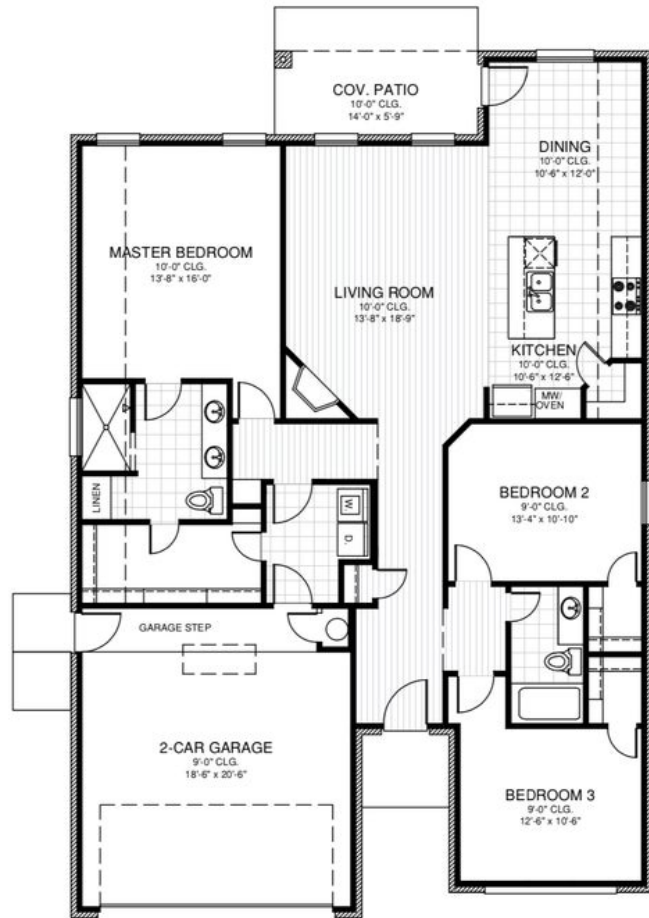 COV. PATIO
10'-0" CLG.
14'-0" x 5'-9"
DINING
10'-0" CLG.
10'-6" x 12'-0"
MASTER BEDROOM
10'-0" CLG.
13'-8" x 16'-0"
LIVING ROOM
10'-0" CLG.
13'-8" x 18'-9"
KITCHEN
10'-0" CLG.
10'-6" x 12'-6"
MW/
OVEN
LINEN
W.
D.
BEDROOM 2
9'-0" CLG.
13'-4" x 10'-10"
GARAGE STEP
2-CAR GARAGE
9'-0" CLG.
18'-6" x 20'-6"
BEDROOM 3
9'-0" CLG.
12'-6" x 10'-6"